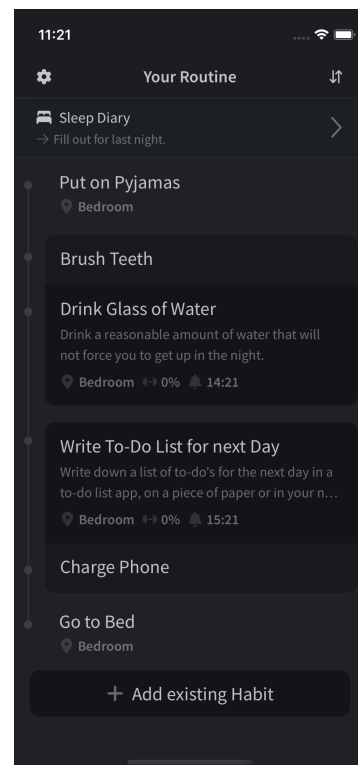 11:21
Your Routine
Sleep Diary
→ Fill out for last night.
Put on Pyjamas
Bedroom
Brush Teeth
Drink Glass of Water
Drink a reasonable amount of water that will
not force you to get up in the night.
Bedroom 0% 14:21
Write To-Do List for next Day
Write down a list of to-do's for the next day in a
to-do list app, on a piece of paper or in your n…
Bedroom 0% 15:21
Charge Phone
Go to Bed
Bedroom
+ Add existing Habit